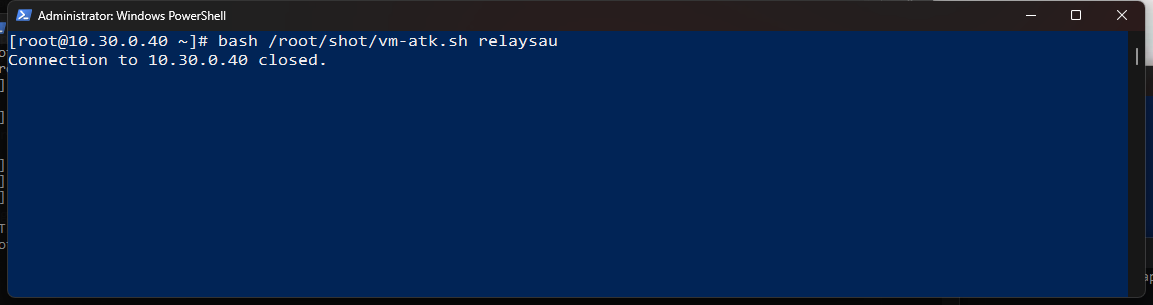 Administrator: Windows PowerShell
[root@10.30.0.40 ~]# bash /root/shot/vm-atk.sh relaysau
Connection to 10.30.0.40 closed.